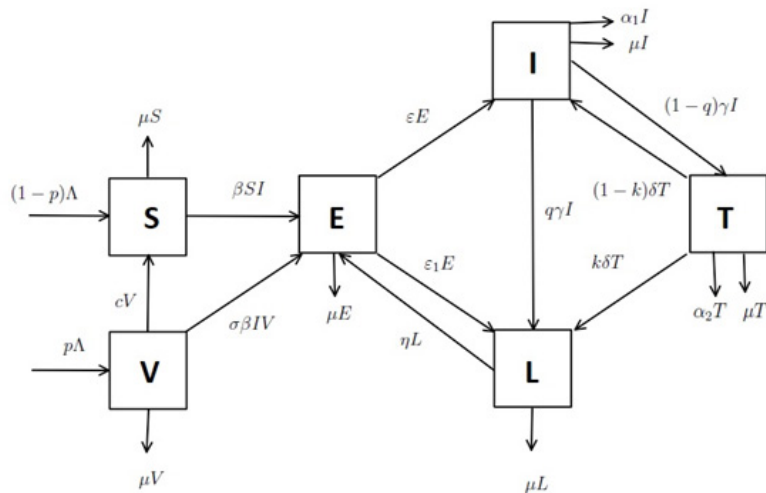 α₁I
μI
I
εE
(1−q)γI
μS
(1−p)Λ
βSI
S
E
qγI
(1−k)δT
T
cV
ε₁E
kδT
μE
σβIV
ηL
α₂T
μT
pΛ
V
L
μV
μL